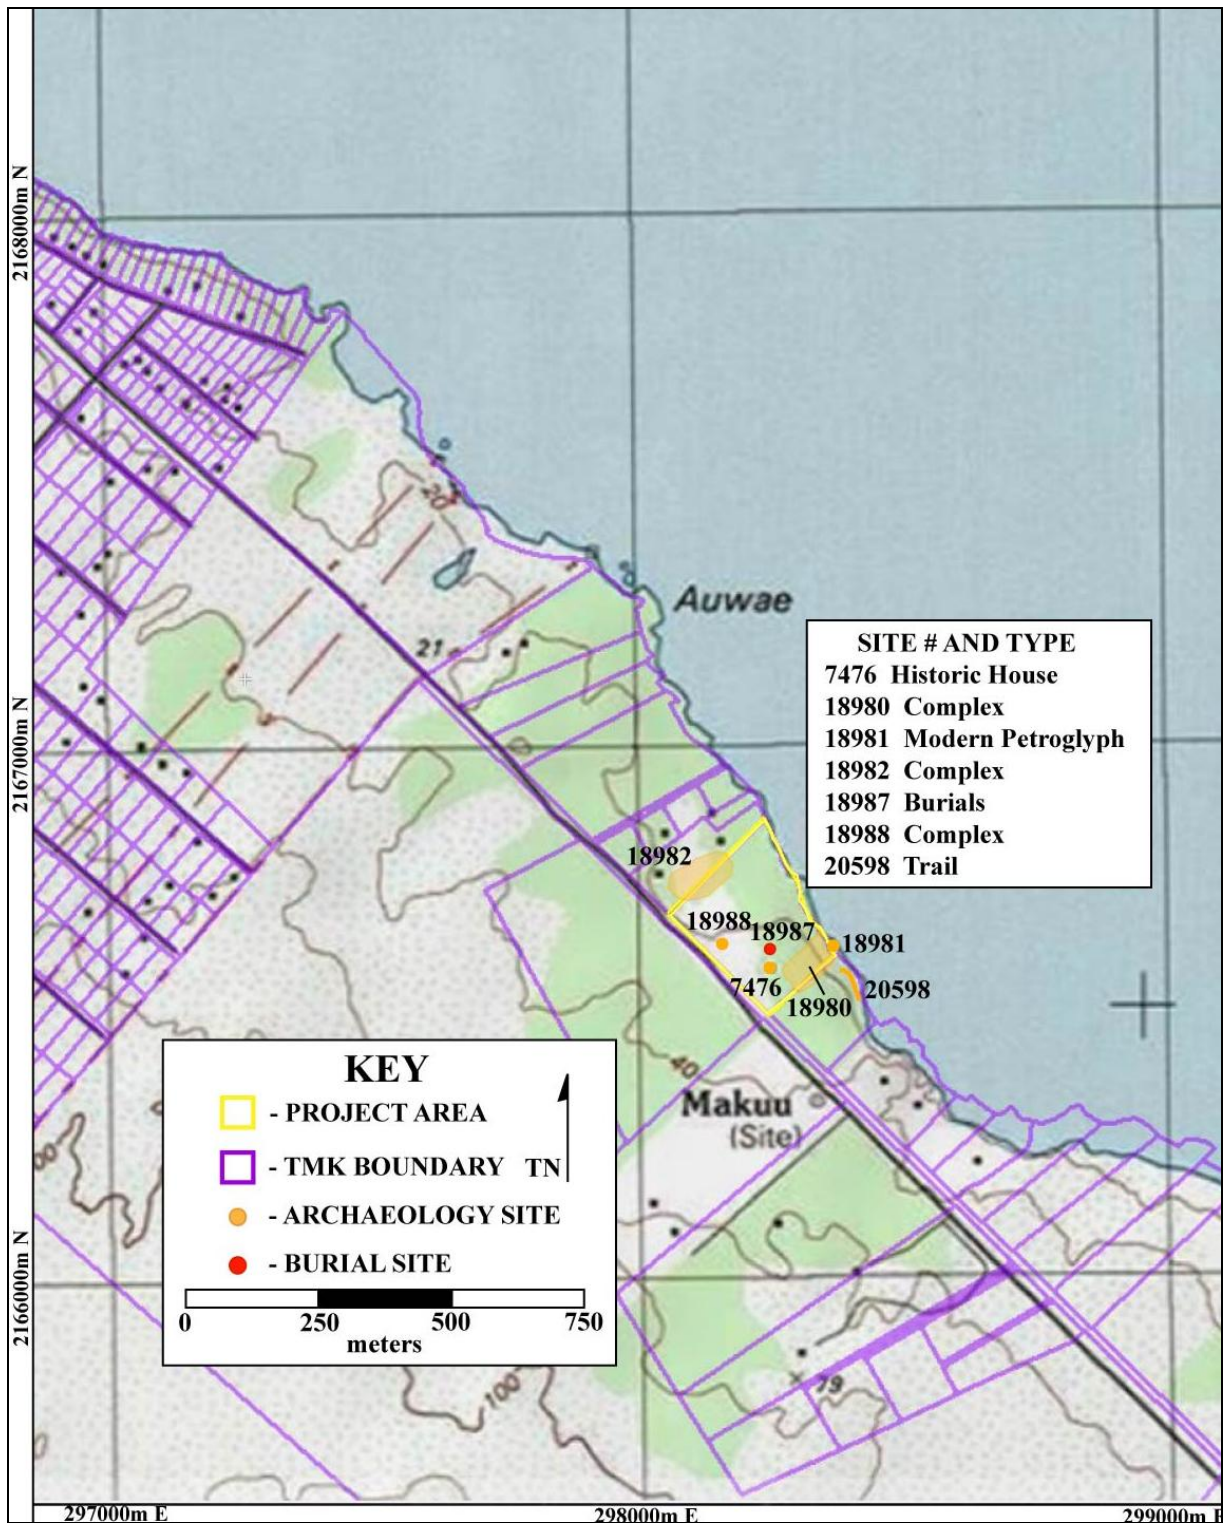 2168000m N
20
Auwae
21
SITE # AND TYPE
7476 Historic House
18980 Complex
18981 Modern Petroglyph
18982 Complex
18987 Burials
18988 Complex
20598 Trail
2167000m N
18982
18988
18987
18981
7476
18980
20598
40
Makuu
(Site)
KEY
- PROJECT AREA
- TMK BOUNDARY
TN
- ARCHAEOLOGY SITE
- BURIAL SITE
0 250 500 750
meters
00
2166000m N
100
79
297000m E
298000m E
299000m E